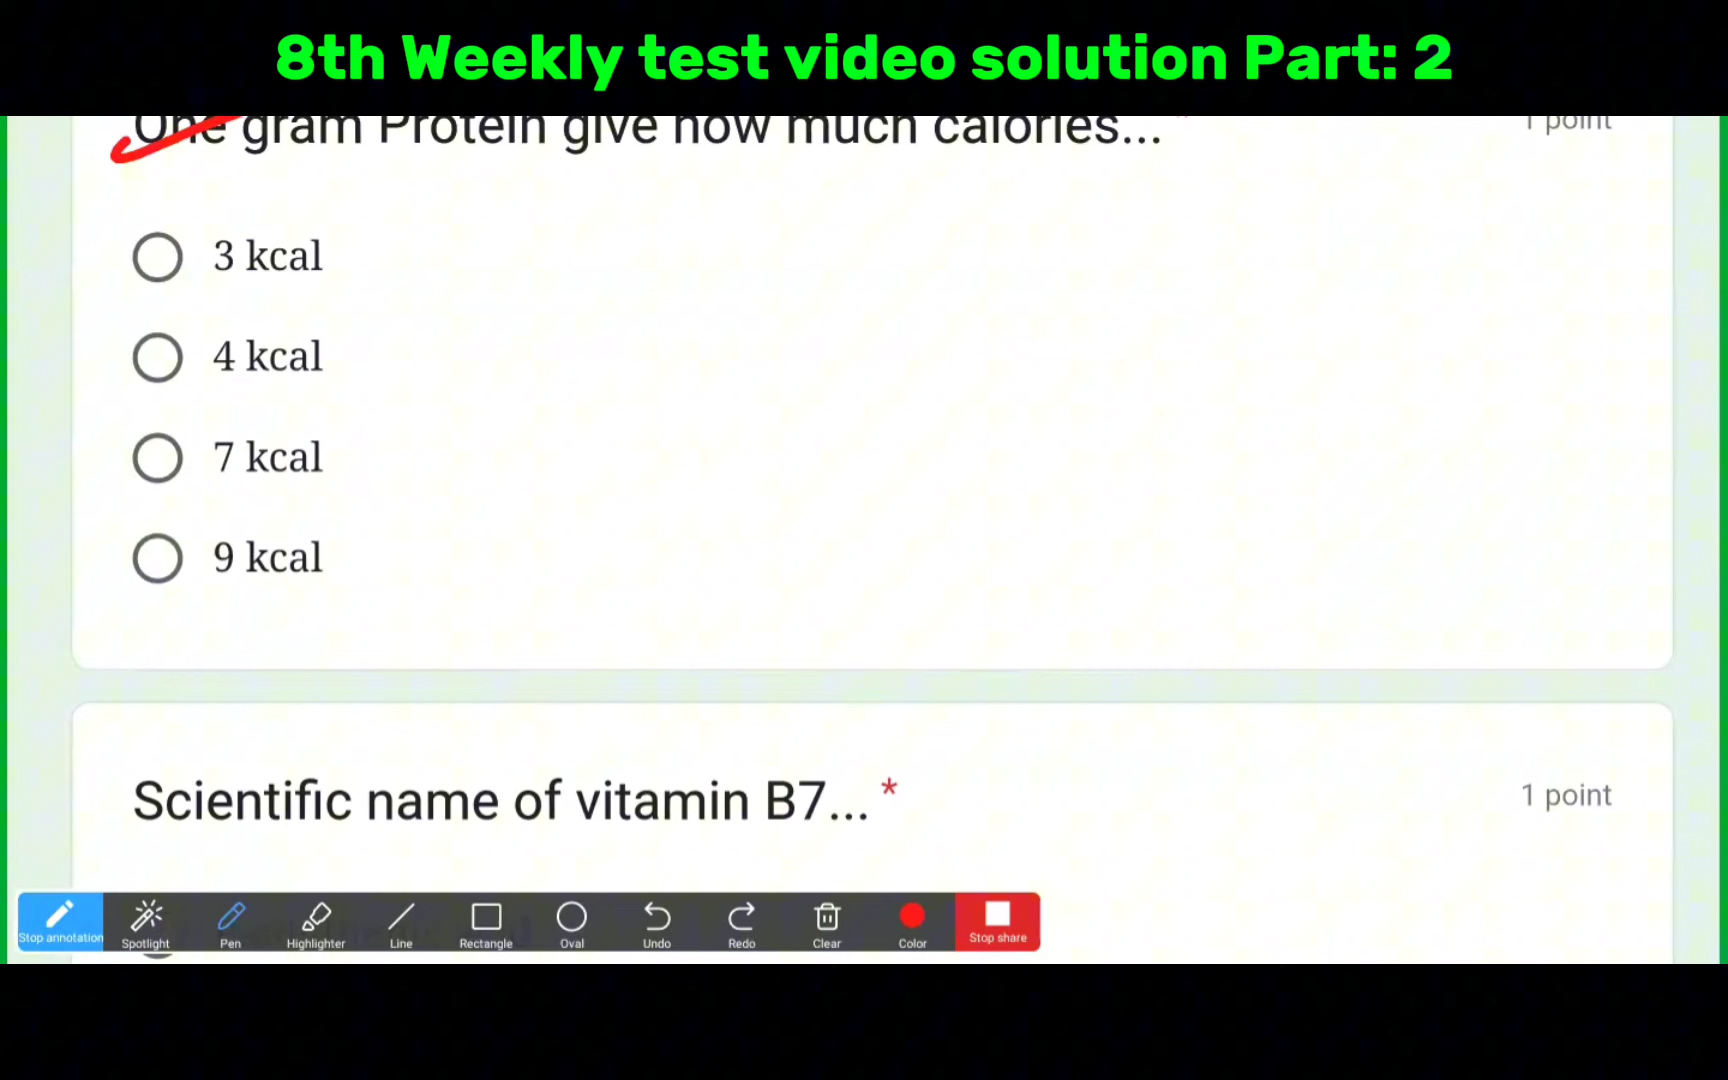 8th Weekly test video solution Part: 2
One gram Protein give how much calories...
1 point
3 kcal
4 kcal
7 kcal
9 kcal
Scientific name of vitamin B7... *
1 point
Stop annotation
Spotlight
Pen
Highlighter
Line
Rectangle
Oval
Undo
Redo
Clear
Color
Stop share